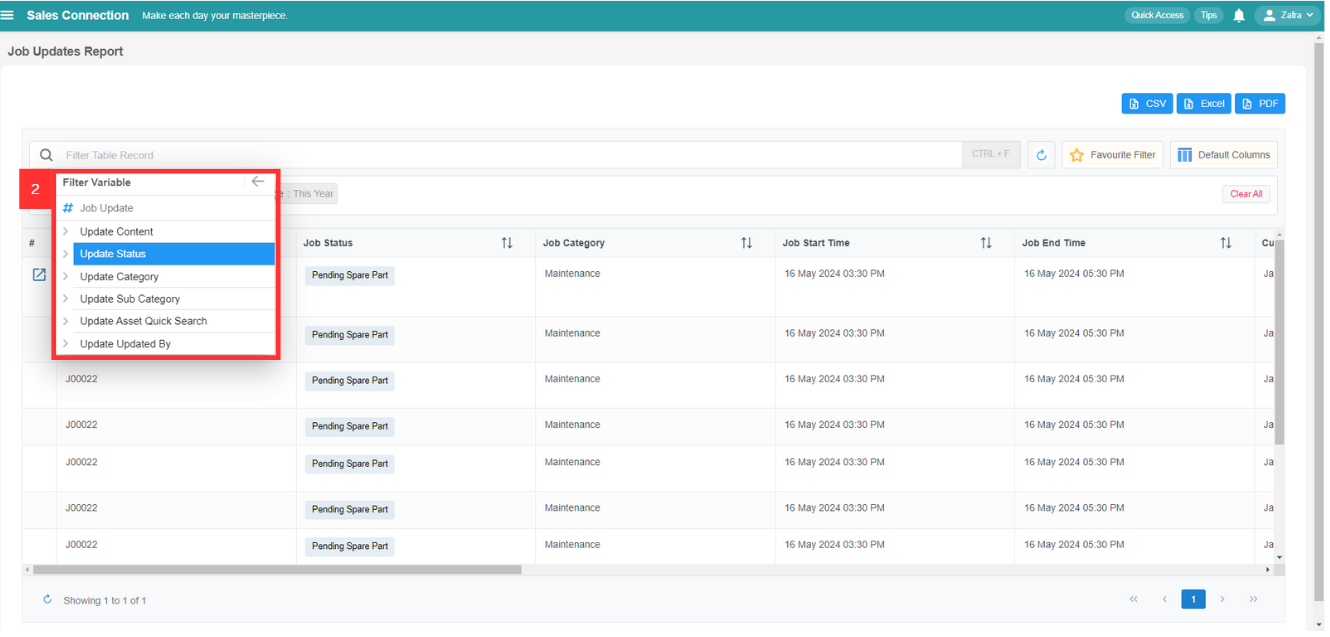 Sales Connection Make each day your masterpiece. Quick Access Tips Zafra
Job Updates Report
CSV Excel PDF
Filter Table Record CTRL + F Favourite Filter Default Columns
2 Filter Variable
: This Year Clear All
# Job Update
Update Content
Update Status
Update Category
Update Sub Category
Update Asset Quick Search
Update Updated By
# Job Status Job Category Job Start Time Job End Time
Pending Spare Part Maintenance 16 May 2024 03:30 PM 16 May 2024 05:30 PM Ja
Pending Spare Part Maintenance 16 May 2024 03:30 PM 16 May 2024 05:30 PM Ja
J00022 Pending Spare Part Maintenance 16 May 2024 03:30 PM 16 May 2024 05:30 PM Ja
J00022 Pending Spare Part Maintenance 16 May 2024 03:30 PM 16 May 2024 05:30 PM Ja
J00022 Pending Spare Part Maintenance 16 May 2024 03:30 PM 16 May 2024 05:30 PM Ja
J00022 Pending Spare Part Maintenance 16 May 2024 03:30 PM 16 May 2024 05:30 PM Ja
J00022 Pending Spare Part Maintenance 16 May 2024 03:30 PM 16 May 2024 05:30 PM Ja
Showing 1 to 1 of 1 « < 1 > »